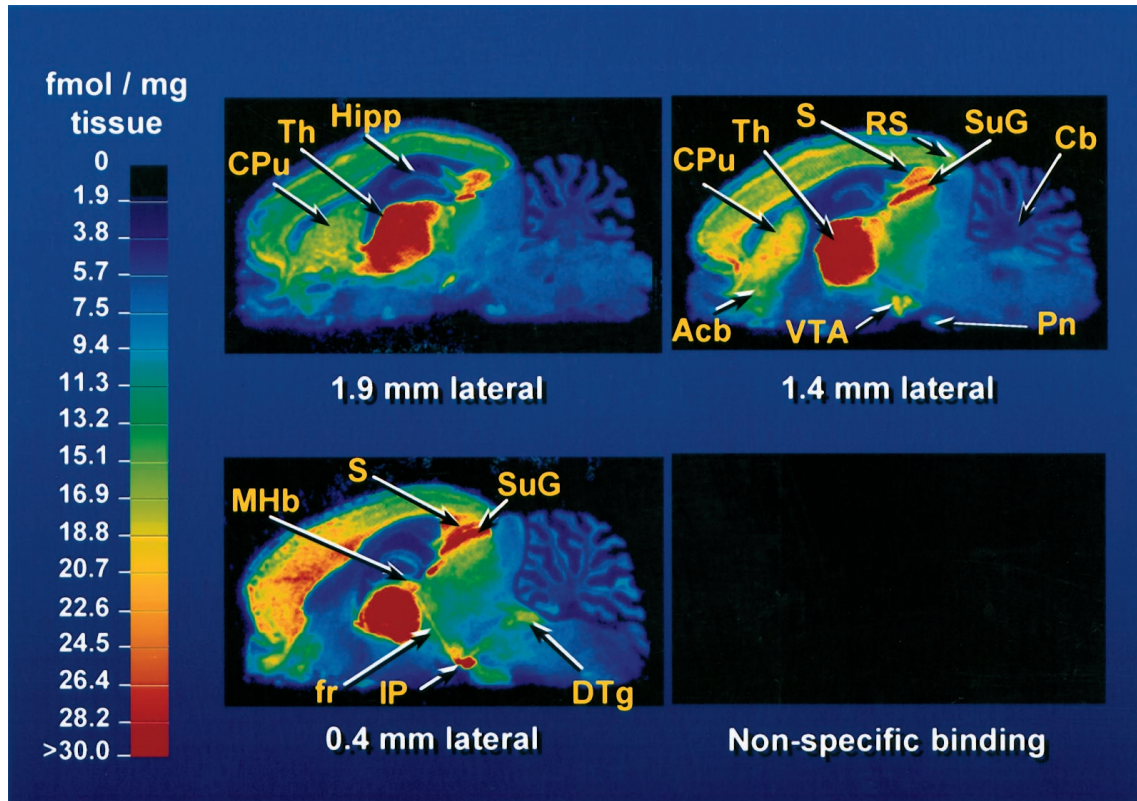 fmol / mg
tissue
0
1.9
3.8
5.7
7.5
9.4
11.3
13.2
15.1
16.9
18.8
20.7
22.6
24.5
26.4
28.2
>30.0
Th Hipp
CPu
1.9 mm lateral
S RS SuG
Th Cb
CPu
Acb VTA Pn
1.4 mm lateral
S SuG
MHb
fr IP DTg
0.4 mm lateral
Non-specific binding